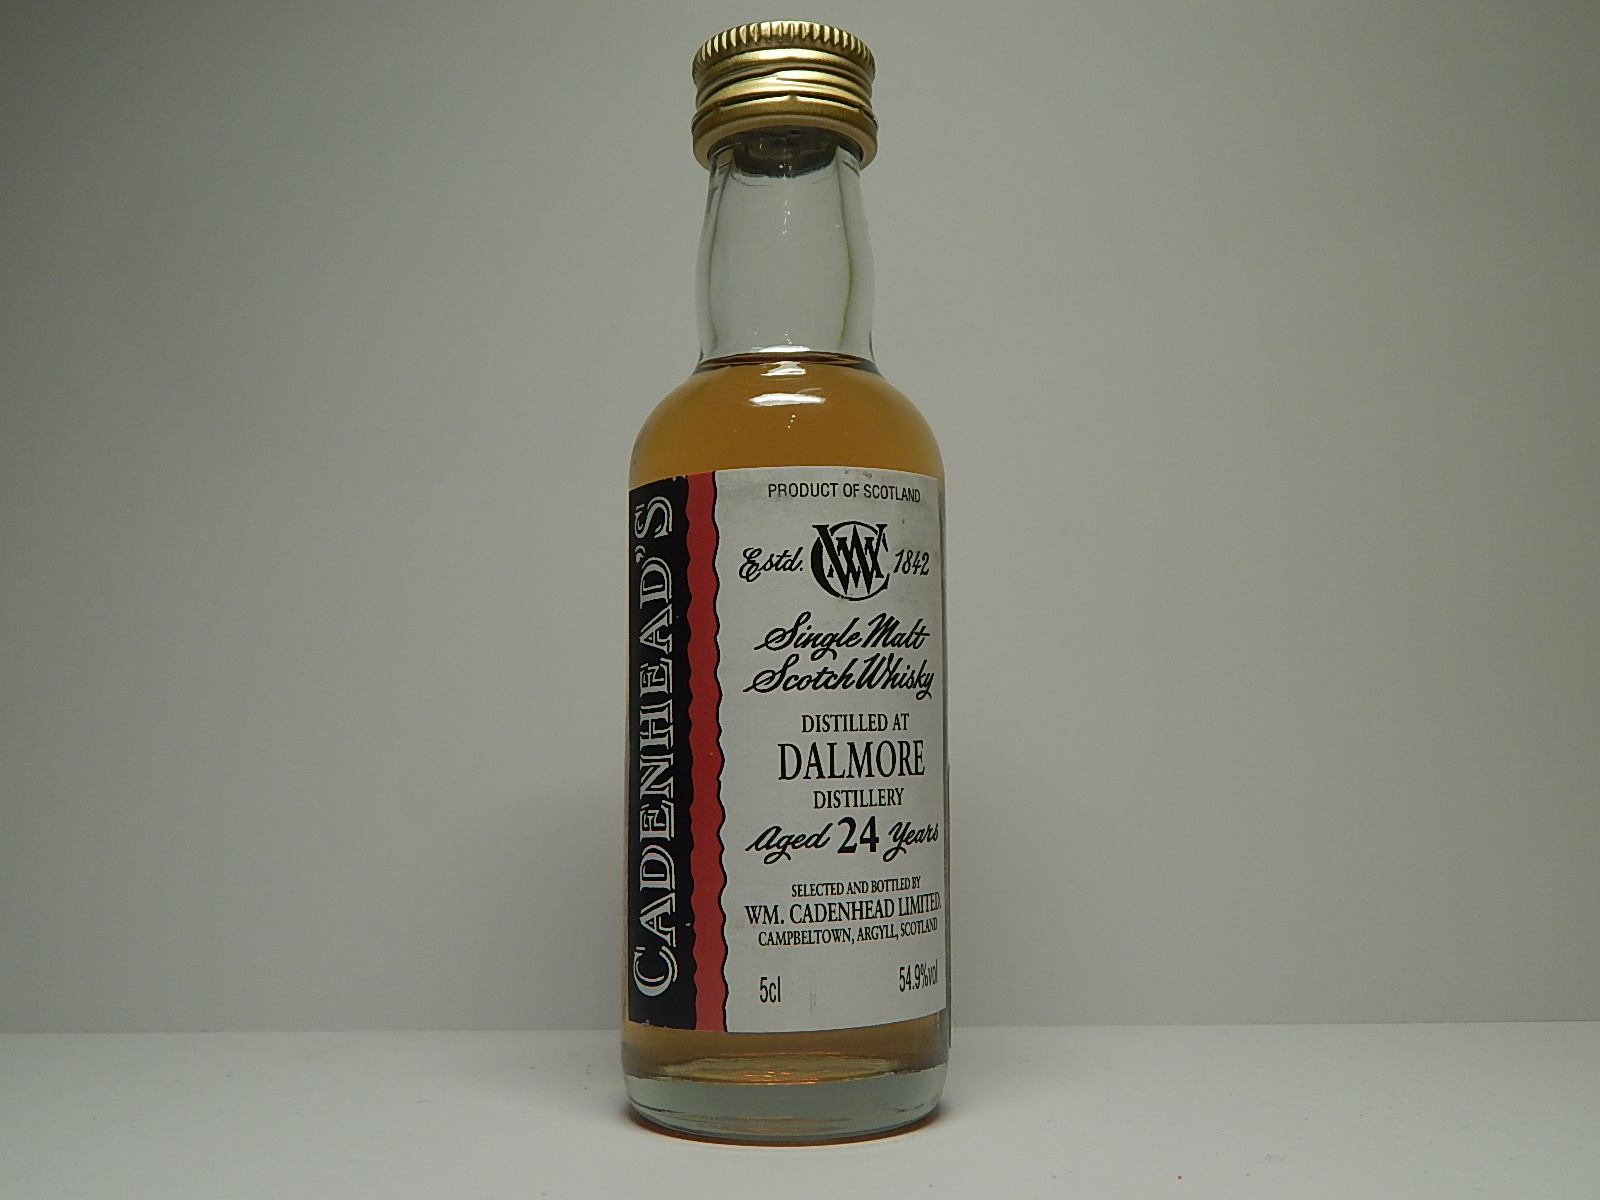 CADENHEAD'S
PRODUCT OF SCOTLAND
Estd. WC 1842
Single Malt
Scotch Whisky
DISTILLED AT
DALMORE
DISTILLERY
Aged 24 Years
SELECTED AND BOTTLED BY
WM. CADENHEAD LIMITED.
CAMPBELTOWN, ARGYLL, SCOTLAND
5cl 54.9%vol